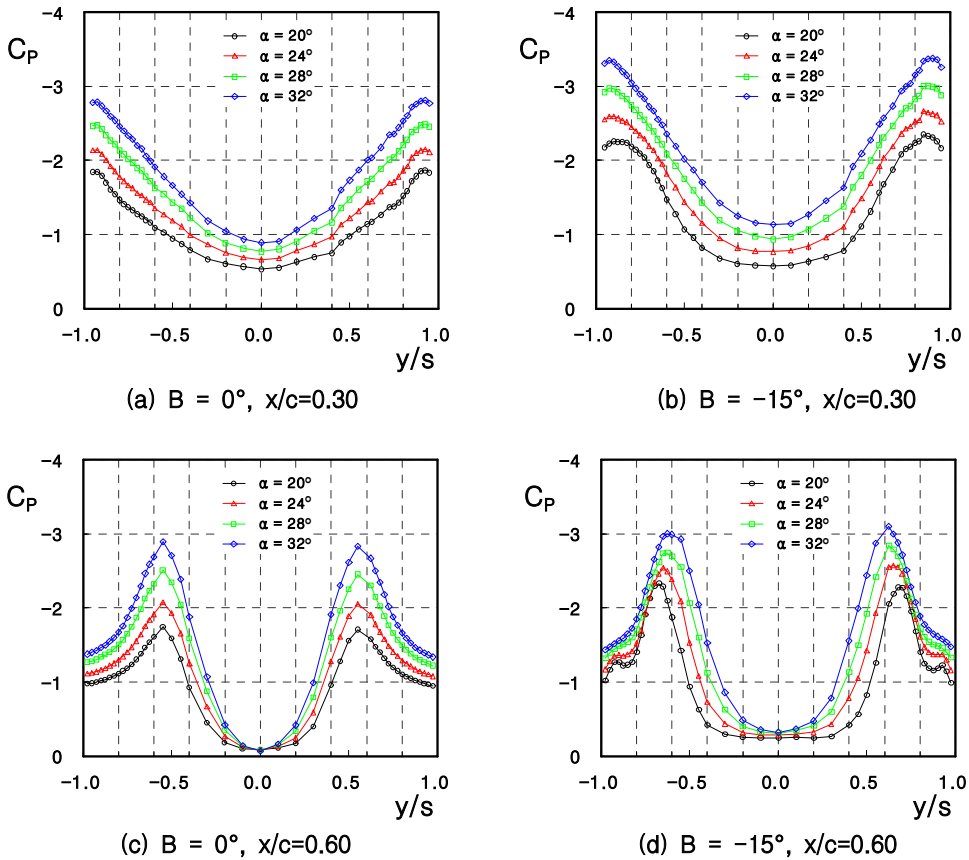 −4
−3
−2
−1
0
C_P
α = 20°
α = 24°
α = 28°
α = 32°
−1.0 −0.5 0.0 0.5 1.0
y/s
(a) B = 0°, x/c=0.30
−4
−3
−2
−1
0
C_P
α = 20°
α = 24°
α = 28°
α = 32°
−1.0 −0.5 0.0 0.5 1.0
y/s
(b) B = −15°, x/c=0.30
−4
−3
−2
−1
0
C_P
α = 20°
α = 24°
α = 28°
α = 32°
−1.0 −0.5 0.0 0.5 1.0
y/s
(c) B = 0°, x/c=0.60
−4
−3
−2
−1
0
C_P
α = 20°
α = 24°
α = 28°
α = 32°
−1.0 −0.5 0.0 0.5 1.0
y/s
(d) B = −15°, x/c=0.60